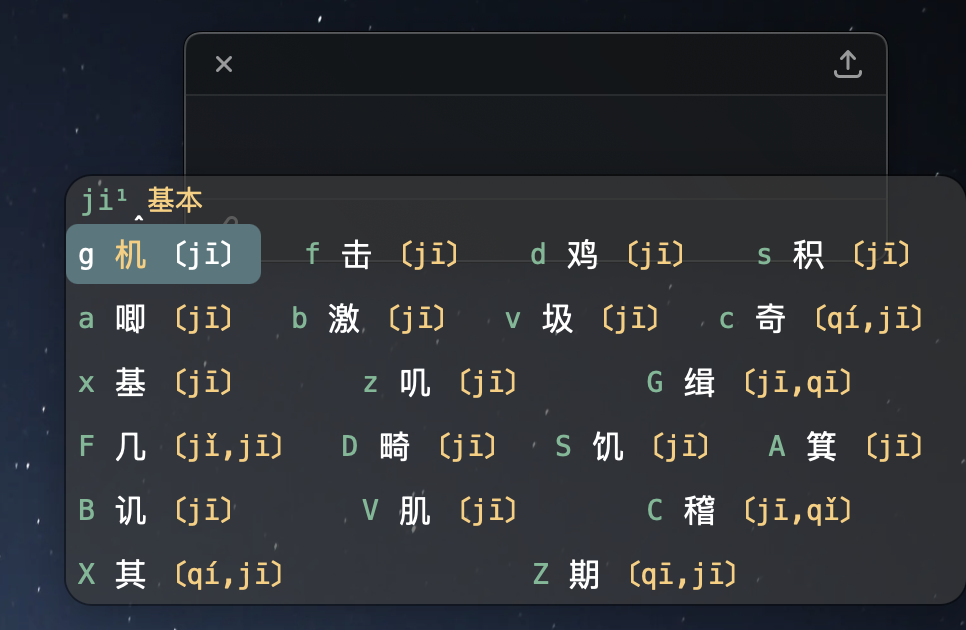 ji¹‸基本
g 机 〔jī〕 f 击 〔jī〕 d 鸡 〔jī〕 s 积 〔jī〕
a 唧 〔jī〕 b 激 〔jī〕 v 圾 〔jī〕 c 奇 〔qí,jī〕
x 基 〔jī〕 z 叽 〔jī〕 G 缉 〔jī,qī〕
F 几 〔jǐ,jī〕 D 畸 〔jī〕 S 饥 〔jī〕 A 箕 〔jī〕
B 讥 〔jī〕 V 肌 〔jī〕 C 稽 〔jī,qǐ〕
X 其 〔qí,jī〕 Z 期 〔qī,jī〕